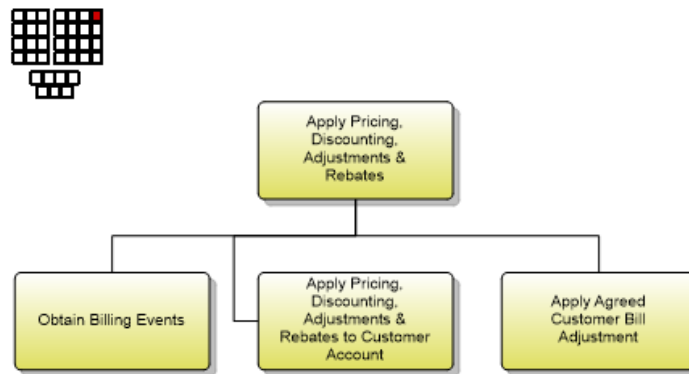 Apply Pricing,
Discounting,
Adjustments &
Rebates
Obtain Billing Events
Apply Pricing,
Discounting,
Adjustments &
Rebates to Customer
Account
Apply Agreed
Customer Bill
Adjustment